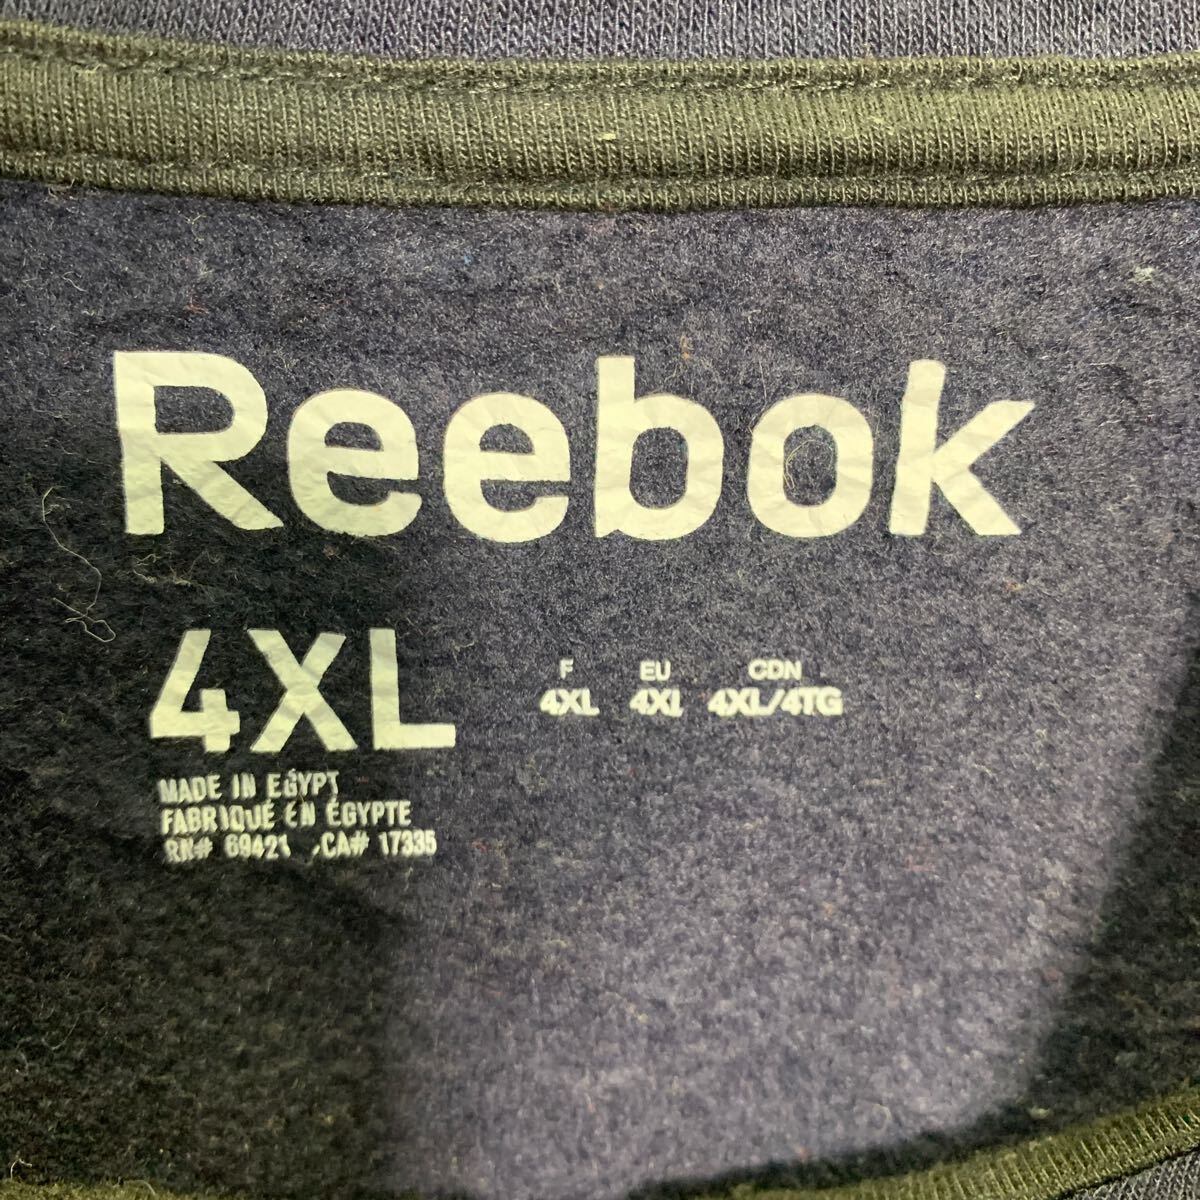 Reebok
4XL
F EU CDN
4XL 4XL 4XL/4TG
MADE IN EGYPT
FABRIQUÉ EN ÉGYPTE
RN# 69421 CA# 17335